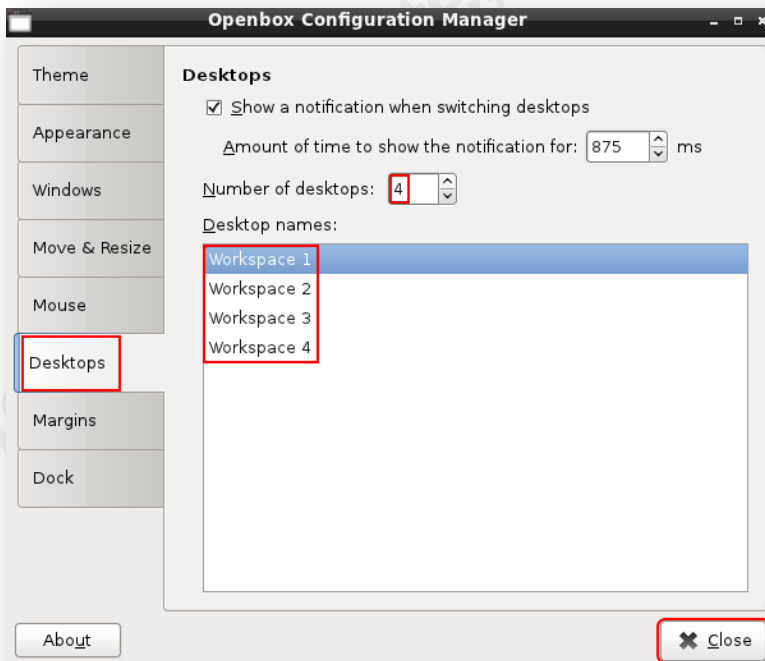 Openbox Configuration Manager
Theme
Appearance
Windows
Move & Resize
Mouse
Desktops
Margins
Dock
Desktops
Show a notification when switching desktops
Amount of time to show the notification for: 875 ms
Number of desktops: 4
Desktop names:
Workspace 1
Workspace 2
Workspace 3
Workspace 4
About
Close